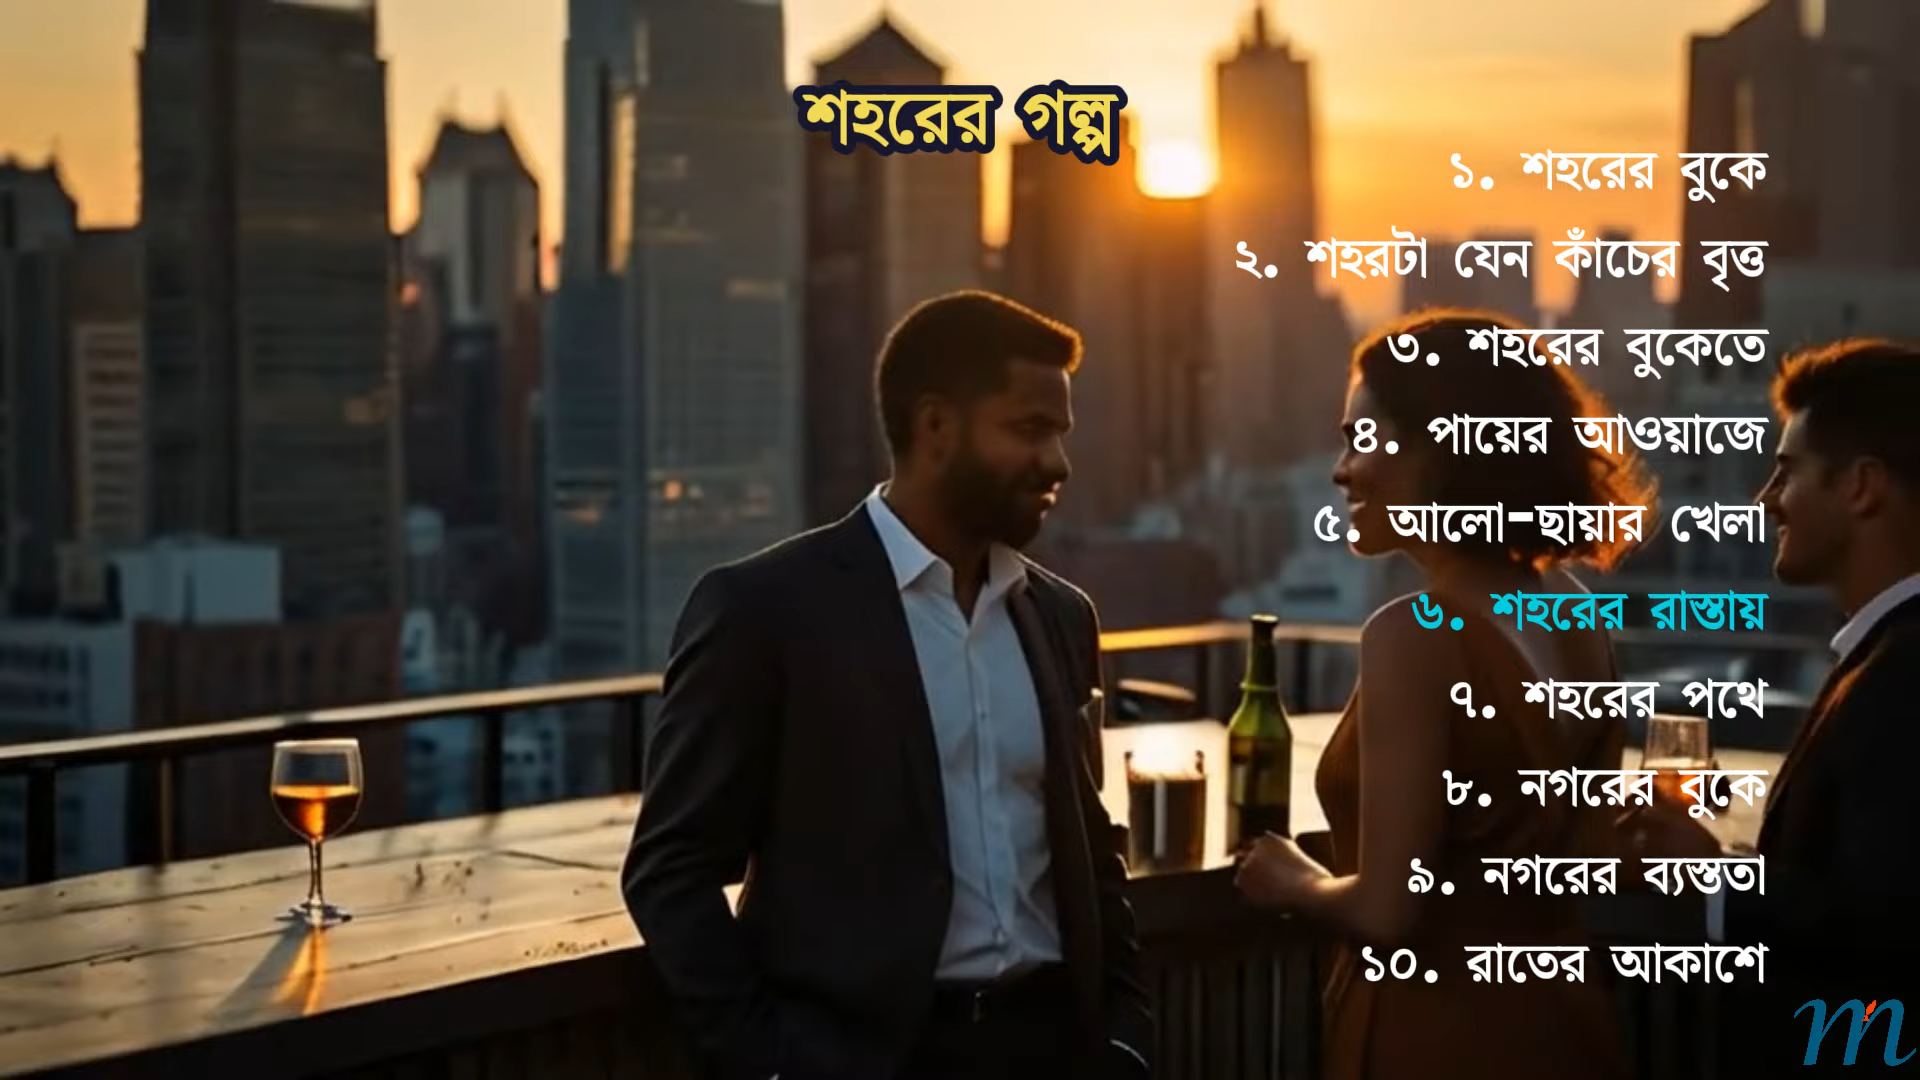 শহরের গল্প
১. শহরের বুকে
২. শহরটা যেন কাঁচের বৃত্ত
৩. শহরের বুকেতে
৪. পায়ের আওয়াজে
৫. আলো-ছায়ার খেলা
৬. শহরের রাস্তায়
৭. শহরের পথে
৮. নগরের বুকে
৯. নগরের ব্যস্ততা
১০. রাতের আকাশে
m